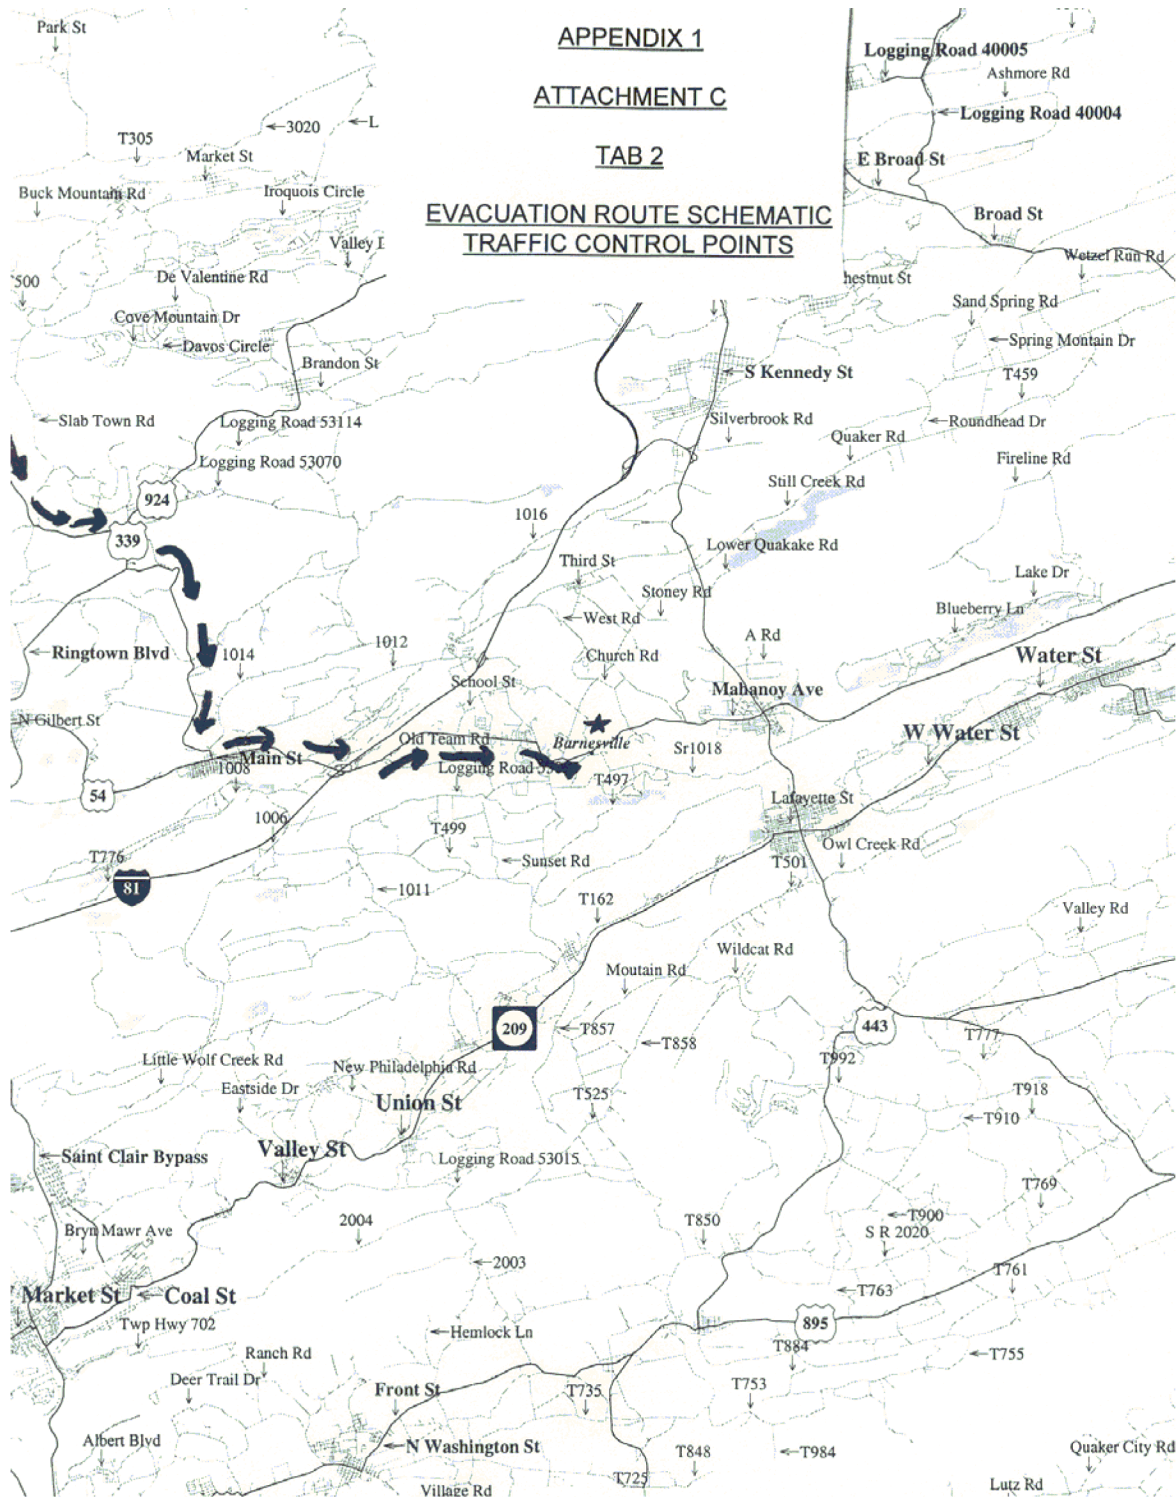 APPENDIX 1
ATTACHMENT C
TAB 2
EVACUATION ROUTE SCHEMATIC
TRAFFIC CONTROL POINTS
Park St
Logging Road 40005
Ashmore Rd
L
3020
Logging Road 40004
T305
Market St
E Broad St
Buck Mountain Rd
Iroquois Circle
Broad St
Valley
Wetzel Run Rd
500
De Valentine Rd
hestnut St
Sand Spring Rd
Cove Mountain Dr
Davos Circle
Spring Montain Dr
Brandon St
S Kennedy St
T459
Slab Town Rd
Logging Road 53114
Silverbrook Rd
Roundhead Dr
Quaker Rd
Logging Road 53070
Fireline Rd
924
Still Creek Rd
1016
339
Lower Quakake Rd
Third St
Lake Dr
Stoney Rd
Blueberry Ln
West Rd
A Rd
Ringtown Blvd
1014
1012
Church Rd
Water St
School St
Mahanoy Ave
N Gilbert St
W Water St
Old Team Rd
Barnesville
Sr1018
Main St
1008
Logging Road
T497
54
Lafayette St
1006
T499
Owl Creek Rd
T776
Sunset Rd
T501
81
1011
T162
Valley Rd
Wildcat Rd
Moutain Rd
209
T857
443
T858
T777
Little Wolf Creek Rd
New Philadelphia Rd
T992
Eastside Dr
T525
T918
Union St
T910
Saint Clair Bypass
Valley St
Logging Road 53015
T769
T900
Bryn Mawr Ave
2004
T850
S R 2020
2003
T761
Market St
Coal St
T763
Twp Hwy 702
Hemlock Ln
895
T884
Ranch Rd
T755
Deer Trail Dr
Front St
T735
T753
Albert Blvd
N Washington St
T848
T984
Quaker City Rd
T725
Village Rd
Lutz Rd